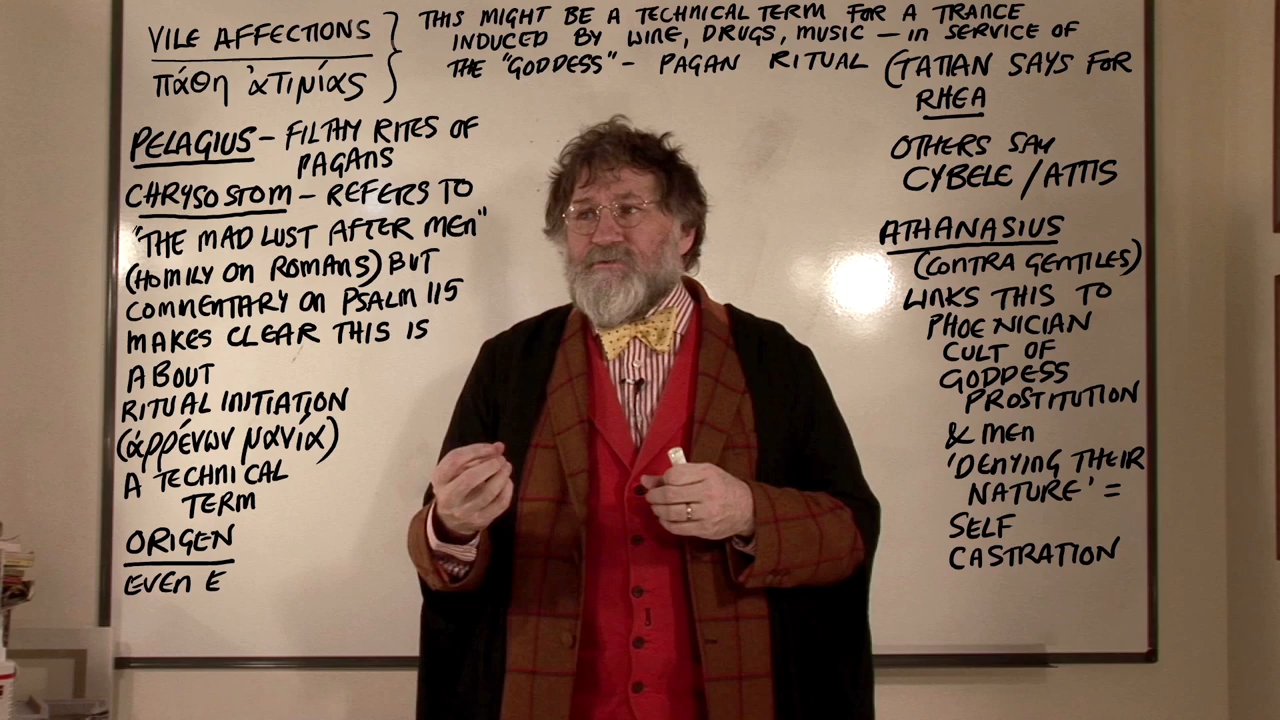 VILE AFFECTIONS
πάθη ἀτιμίας
THIS MIGHT BE A TECHNICAL TERM FOR A TRANCE
INDUCED BY WINE, DRUGS, MUSIC – IN SERVICE OF
THE "GODDESS" – PAGAN RITUAL (TATIAN SAYS FOR
RHEA
PELAGIUS – FILTHY RITES OF
PAGANS
CHRYSOSTOM – REFERS TO
"THE MAD LUST AFTER MEN"
(HOMILY ON ROMANS) BUT
COMMENTARY ON PSALM 115
MAKES CLEAR THIS IS
ABOUT
RITUAL INITIATION
(ἀρρένων μανία)
A TECHNICAL
TERM
ORIGEN
EVEN E
OTHERS SAY
CYBELE / ATTIS
ATHANASIUS
(CONTRA GENTILES)
LINKS THIS TO
PHOENICIAN
CULT OF
GODDESS
PROSTITUTION
& MEN
'DENYING THEIR
NATURE' =
SELF
CASTRATION